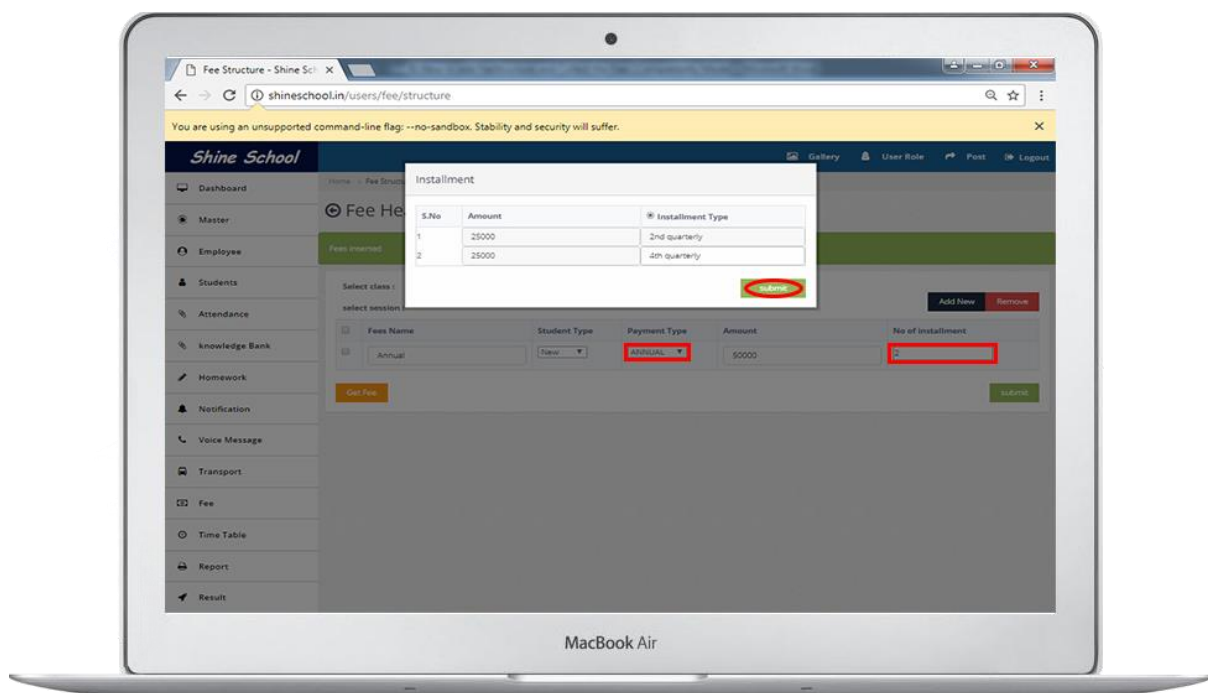 Fee Structure - Shine Sch
shineschool.in/users/fee/structure
You are using an unsupported command-line flag: --no-sandbox. Stability and security will suffer.
Shine School
Gallery User Role Post Logout
Dashboard
Master
Employee
Students
Attendance
knowledge Bank
Homework
Notification
Voice Message
Transport
Fee
Time Table
Report
Result
Home Fee Struct
Fee He
Fees inserted
Installment
S.No Amount Installment Type
1 25000 2nd quarterly
2 25000 4th quarterly
submit
Select class :
select session :
Add New Remove
Fees Name Student Type Payment Type Amount No of installment
Annual New ANNUAL 50000 2
Get Fee submit
MacBook Air